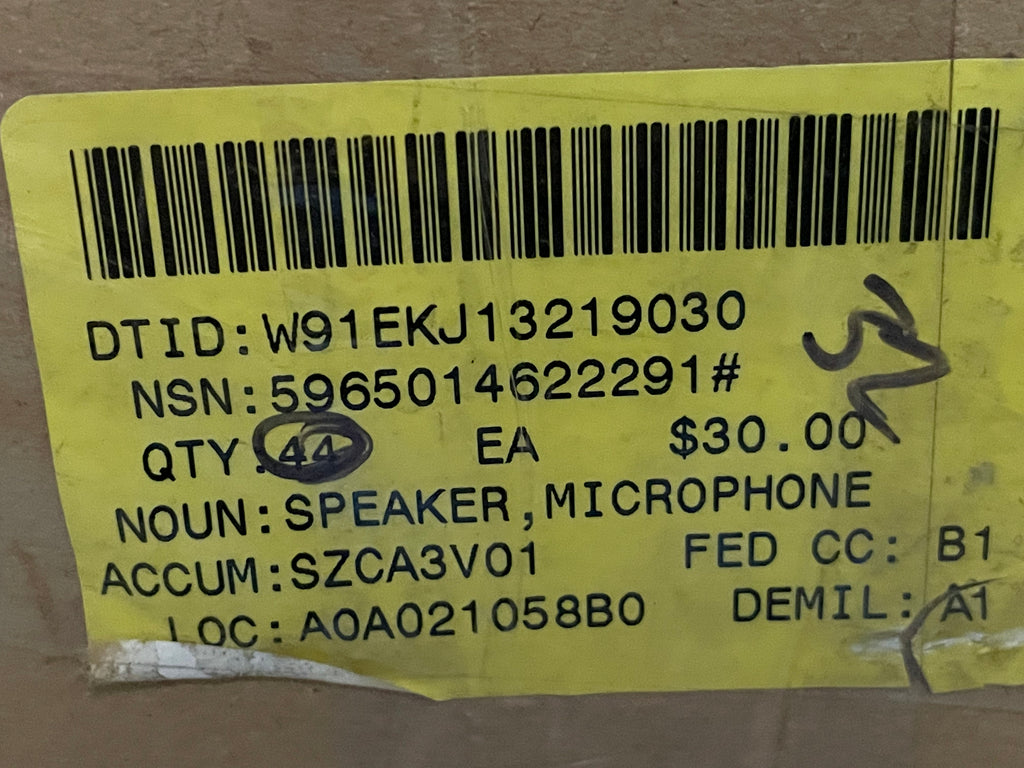 DTID:W91EKJ13219030
NSN:5965014622291#
QTY:44 EA $30.00
NOUN:SPEAKER,MICROPHONE
ACCUM:SZCA3V01 FED CC: B1
LOC:A0A021058B0 DEMIL:A1